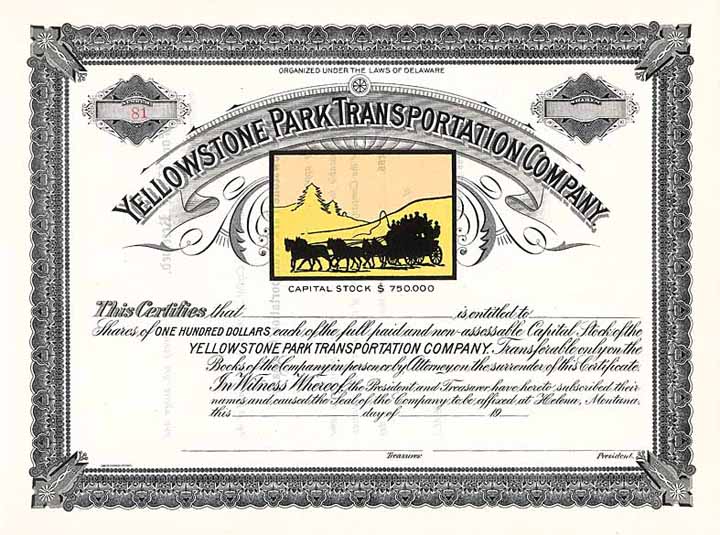 ORGANIZED UNDER THE LAWS OF DELAWARE
NUMBER
81
SHARES
YELLOWSTONE PARK TRANSPORTATION COMPANY.
CAPITAL STOCK $ 750.000
This Certifies that is entitled to
Shares, of ONE HUNDRED DOLLARS each, of the full paid and non-assessable Capital Stock of the
YELLOWSTONE PARK TRANSPORTATION COMPANY. Transferable only on the
Books of the Company in person or by Attorney on the surrender of this Certificate.
In Witness Whereof, the President and Treasurer, have hereto subscribed their
names and caused the Seal of the Company to be affixed at Helena, Montana,
this day of 19
Treasurer President.